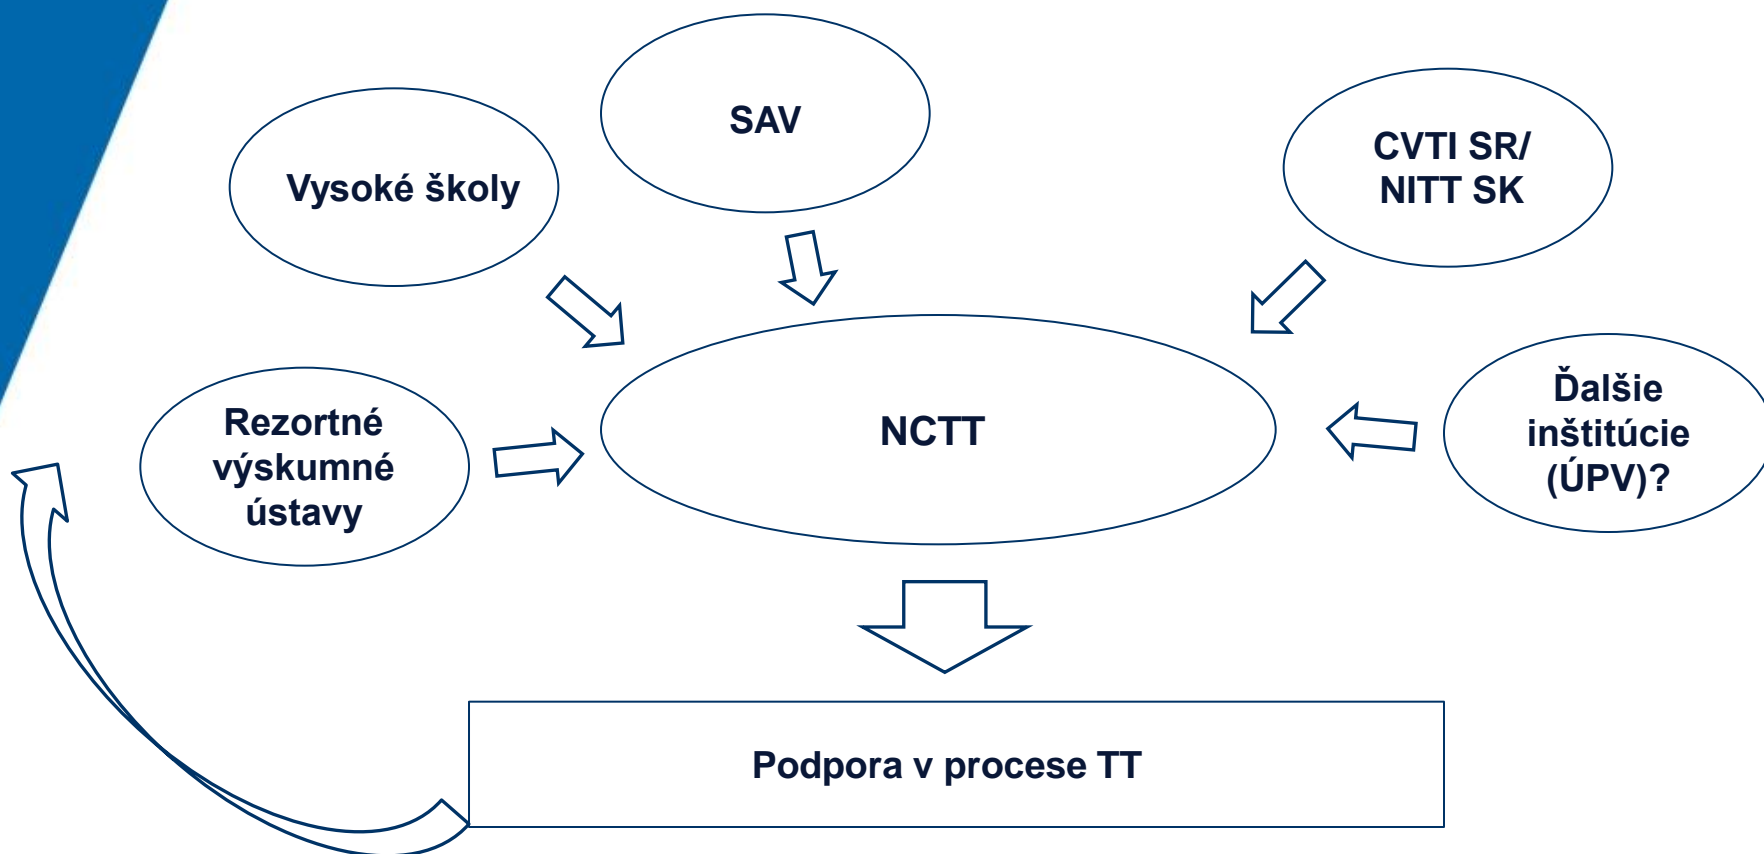 SAV
Vysoké školy
CVTI SR/
NITT SK
Rezortné
výskumné
ústavy
NCTT
Ďalšie
inštitúcie
(ÚPV)?
Podpora v procese TT